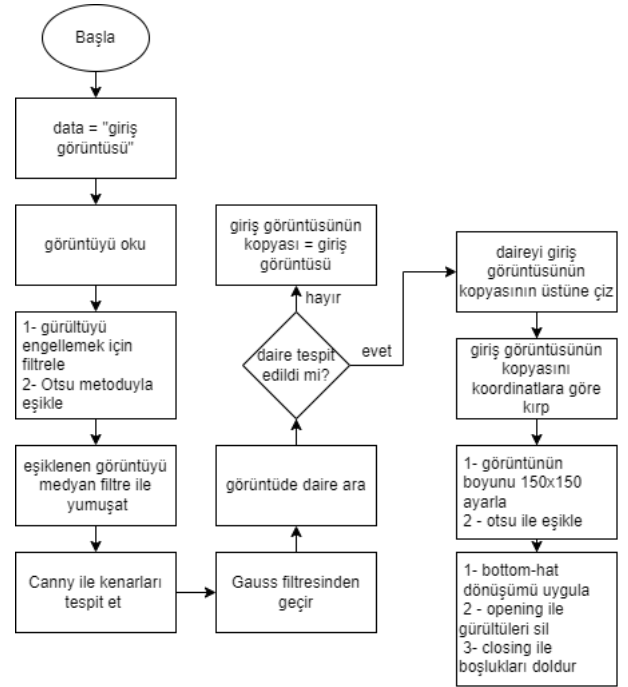 Başla
data = "giriş
görüntüsü"
görüntüyü oku
1- gürültüyü
engellemek için
filtrele
2- Otsu metoduyla
eşikle
eşiklenen görüntüyü
medyan filtre ile
yumuşat
Canny ile kenarları
tespit et
Gauss filtresinden
geçir
görüntüde daire ara
daire tespit
edildi mi?
hayır
giriş görüntüsünün
kopyası = giriş
görüntüsü
evet
daireyi giriş
görüntüsünün
kopyasının üstüne çiz
giriş görüntüsünün
kopyasını
koordinatlara göre
kırp
1- görüntünün
boyunu 150x150
ayarla
2 - otsu ile eşikle
1- bottom-hat
dönüşümü uygula
2 - opening ile
gürültüleri sil
3- closing ile
boşlukları doldur